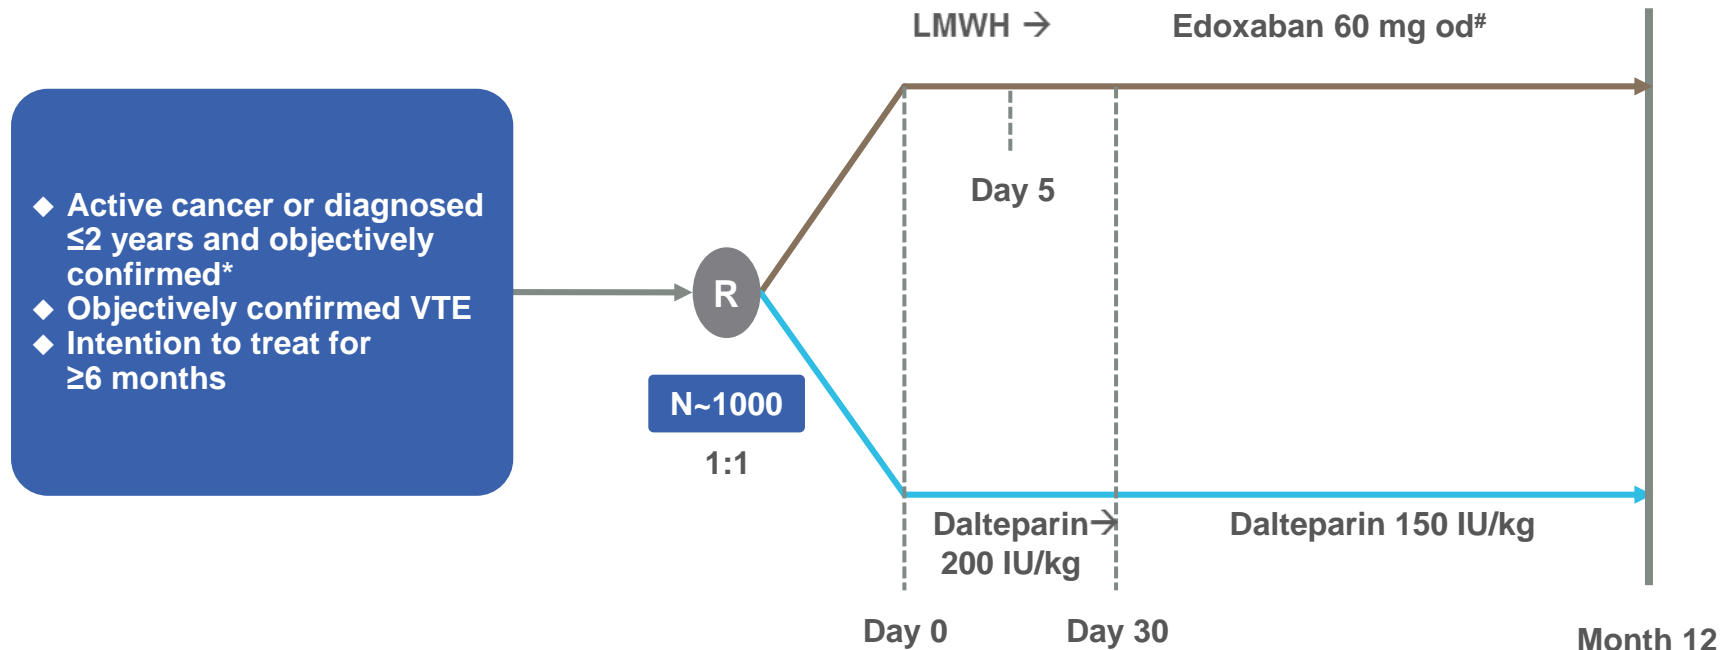 LMWH → Edoxaban 60 mg od#
◆ Active cancer or diagnosed
≤2 years and objectively
confirmed*
◆ Objectively confirmed VTE
◆ Intention to treat for
≥6 months
Day 5
R
N~1000
1:1
Dalteparin→
200 IU/kg
Dalteparin 150 IU/kg
Day 0
Day 30
Month 12